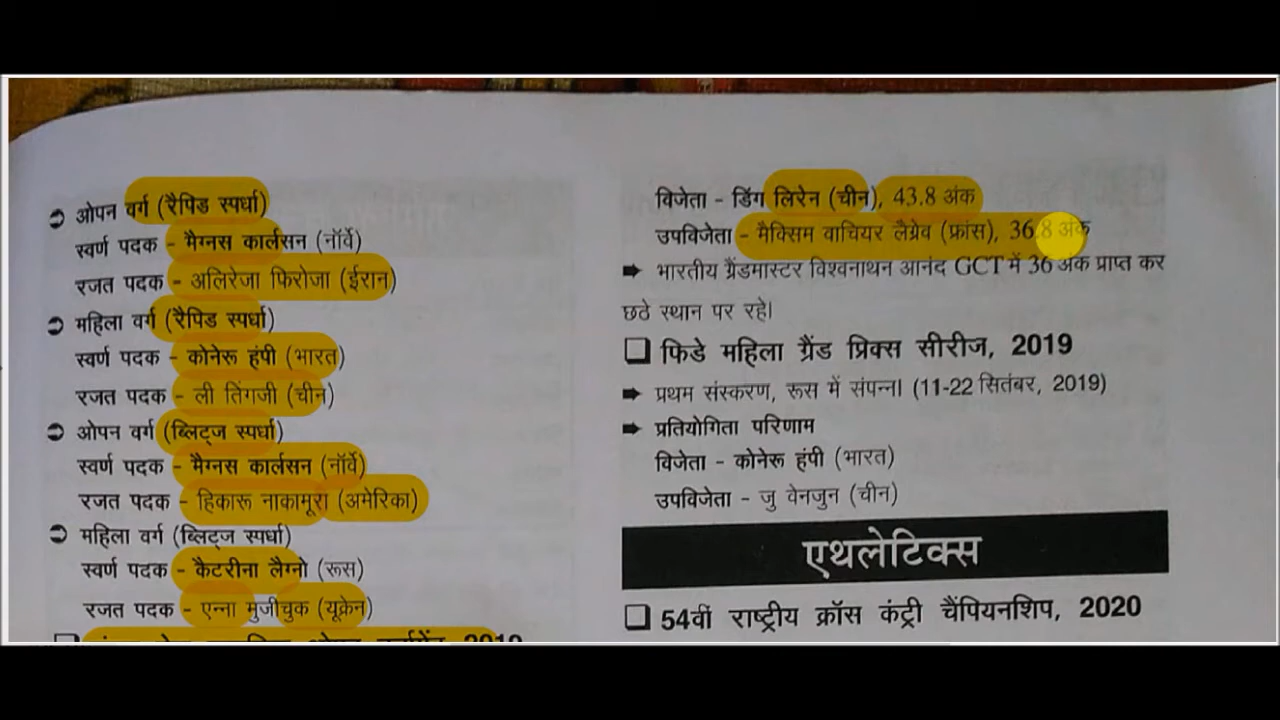 ओपन वर्ग (रैपिड स्पर्धा)
स्वर्ण पदक - मैग्नस कार्लसन (नॉर्वे)
रजत पदक - अलिरेजा फिरोजा (ईरान)
महिला वर्ग (रैपिड स्पर्धा)
स्वर्ण पदक - कोनेरू हंपी (भारत)
रजत पदक - ली तिंगजी (चीन)
ओपन वर्ग (ब्लिट्ज स्पर्धा)
स्वर्ण पदक - मैग्नस कार्लसन (नॉर्वे)
रजत पदक - हिकारू नाकामूरा (अमेरिका)
महिला वर्ग (ब्लिट्ज स्पर्धा)
स्वर्ण पदक - कैटरीना लैग्नो (रूस)
रजत पदक - एन्ना मुजीचुक (यूक्रेन)
2019
विजेता - डिंग लिरेन (चीन), 43.8 अंक
उपविजेता - मैक्सिम वाचियर लैग्रेव (फ्रांस), 36.8 अंक
भारतीय ग्रैंडमास्टर विश्वनाथन आनंद GCT में 36 अंक प्राप्त कर
छठे स्थान पर रहे।
फिडे महिला ग्रैंड प्रिक्स सीरीज, 2019
प्रथम संस्करण, रूस में संपन्न। (11-22 सितंबर, 2019)
प्रतियोगिता परिणाम
विजेता - कोनेरू हंपी (भारत)
उपविजेता - जु वेनजुन (चीन)
एथलेटिक्स
54वीं राष्ट्रीय क्रॉस कंट्री चैंपियनशिप, 2020